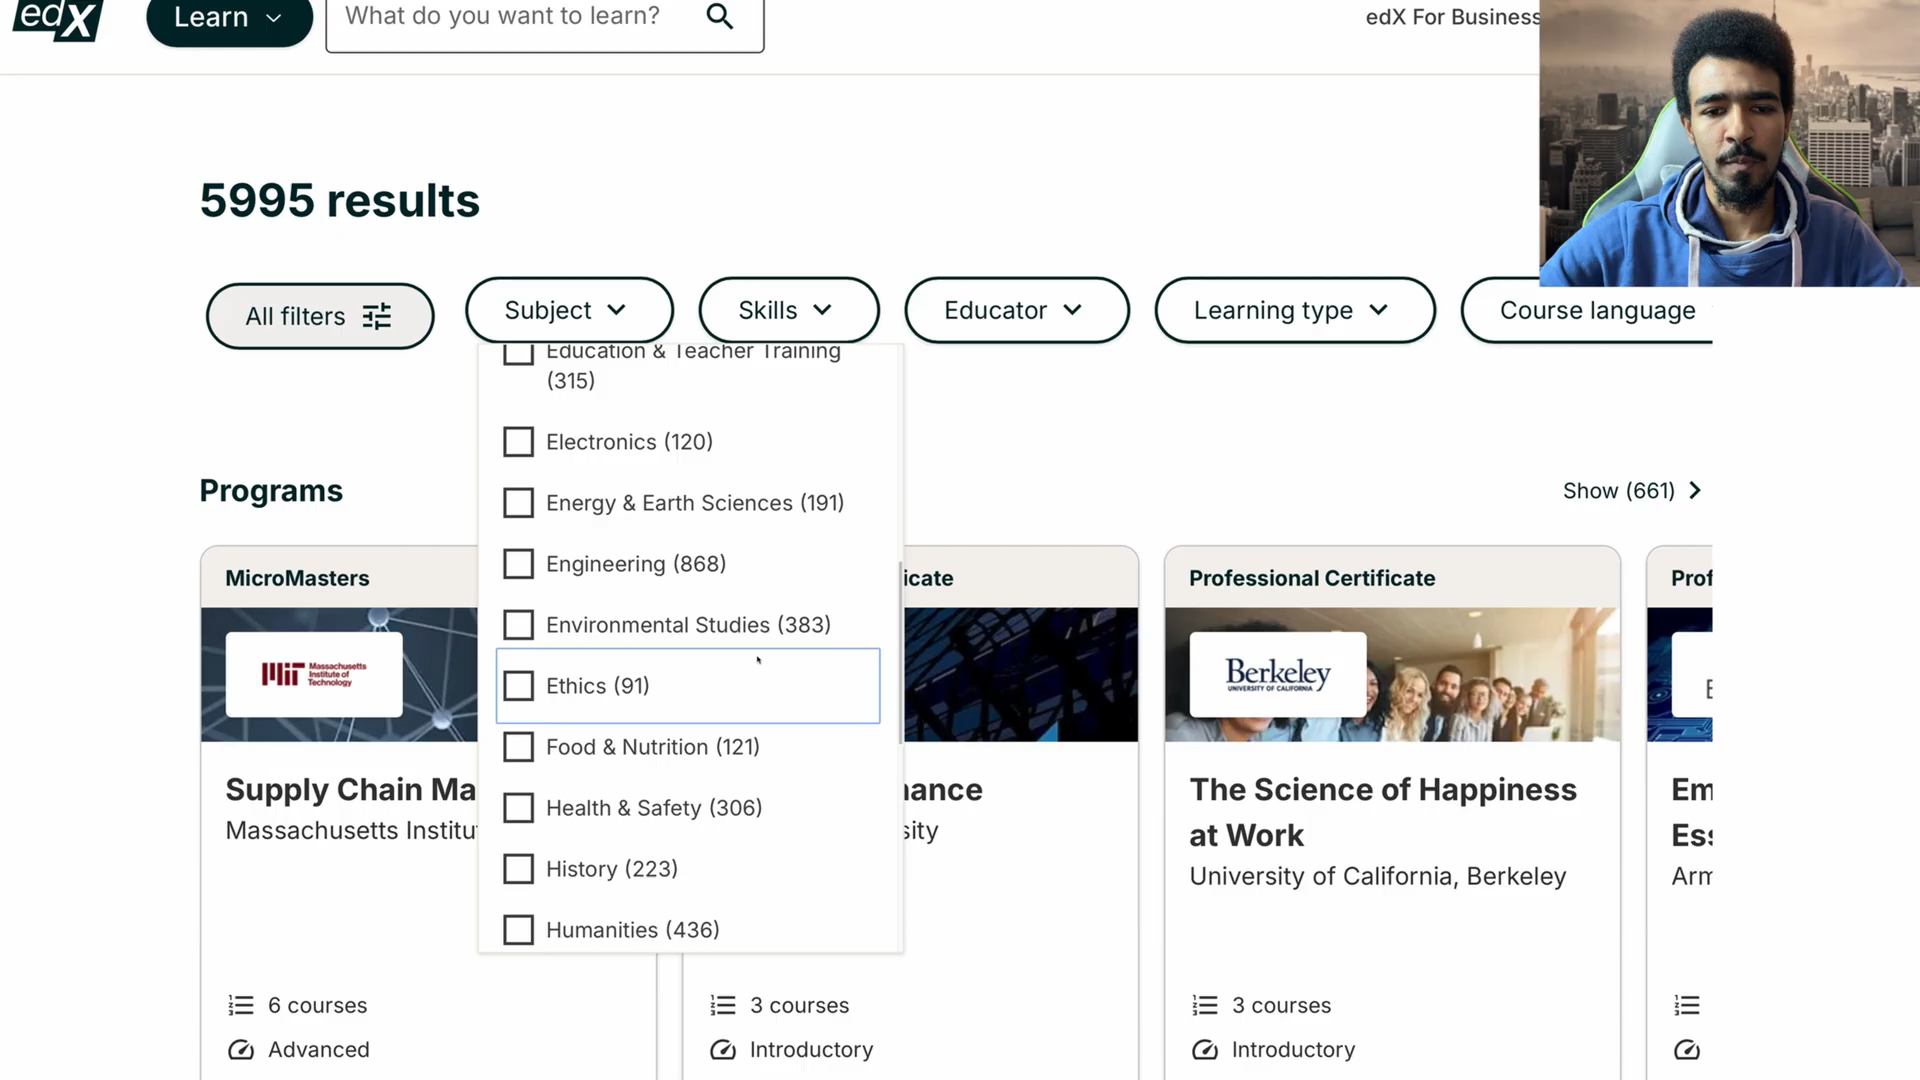 edX
Learn
What do you want to learn?
edX For Business
5995 results
All filters
Subject
Skills
Educator
Learning type
Course language
Education & Teacher Training
(315)
Electronics (120)
Energy & Earth Sciences (191)
Engineering (868)
Environmental Studies (383)
Ethics (91)
Food & Nutrition (121)
Health & Safety (306)
History (223)
Humanities (436)
Programs
Show (661)
MicroMasters
MIT Massachusetts
Institute of
Technology
Supply Chain Ma
Massachusetts Institu
6 courses
Advanced
icate
nance
sity
3 courses
Introductory
Professional Certificate
Berkeley
UNIVERSITY OF CALIFORNIA
The Science of Happiness
at Work
University of California, Berkeley
3 courses
Introductory
Prof
E
Em
Ess
Arm